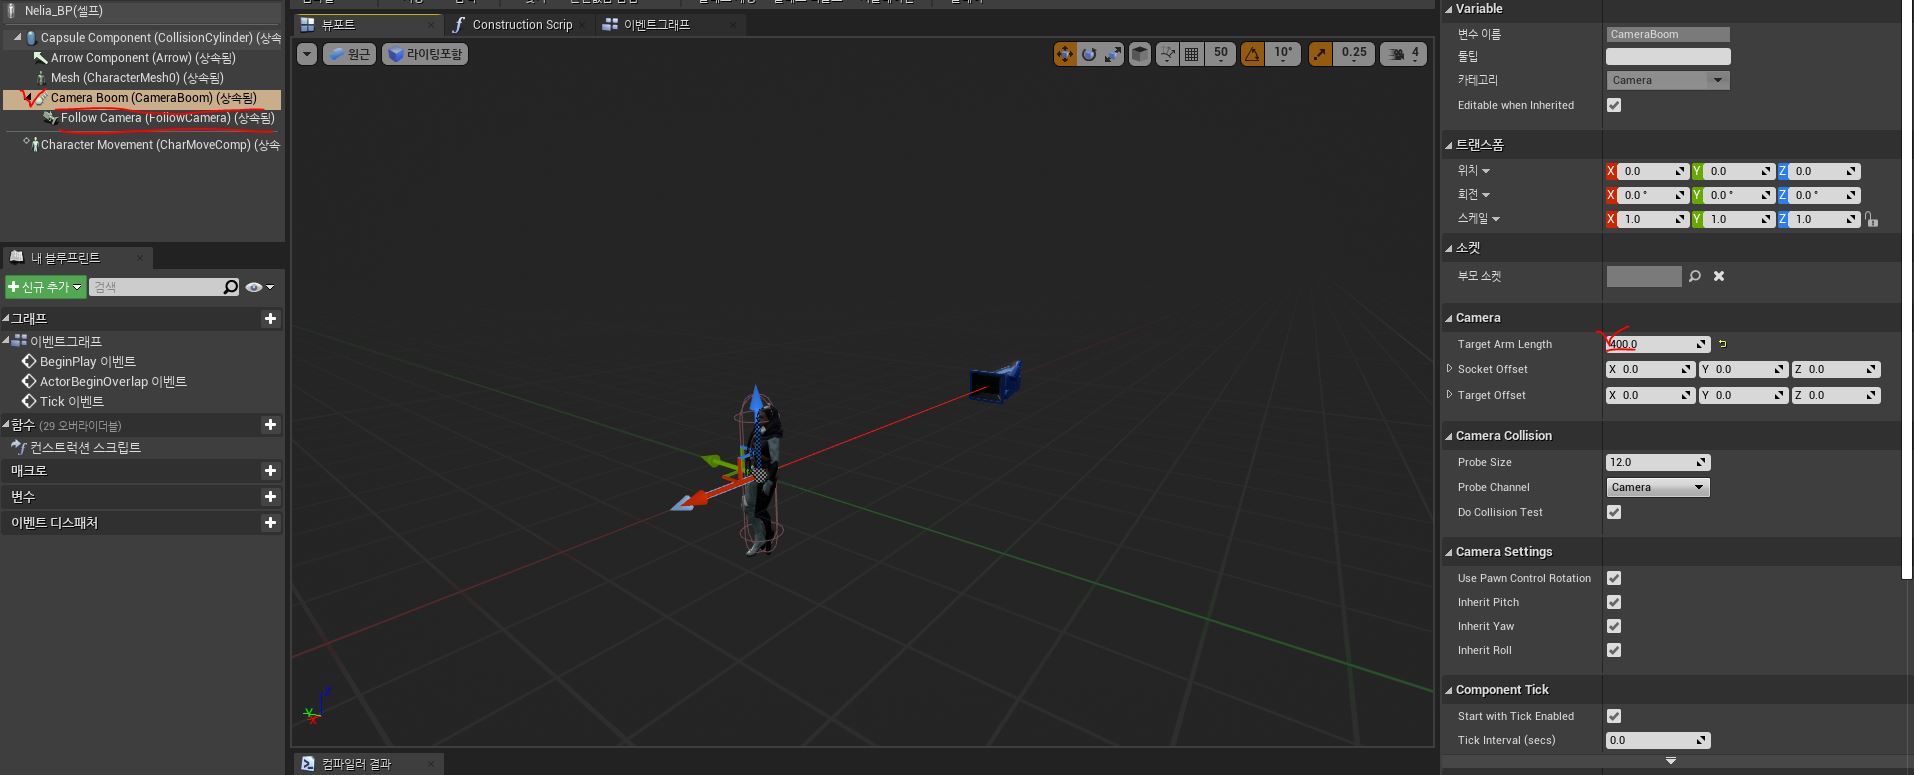 Nelia_BP(셀프)
Capsule Component (CollisionCylinder) (상속
Arrow Component (Arrow) (상속됨)
Mesh (CharacterMesh0) (상속됨)
Camera Boom (CameraBoom) (상속됨)
Follow Camera (FollowCamera) (상속됨)
Character Movement (CharMoveComp) (상속
내 블루프린트
신규 추가
검색
그래프
이벤트그래프
BeginPlay 이벤트
ActorBeginOverlap 이벤트
Tick 이벤트
함수 (29 오버라이더블)
컨스트럭션 스크립트
매크로
변수
이벤트 디스패처
뷰포트
Construction Scrip
이벤트그래프
원근
라이팅포함
50
10°
0.25
4
컴파일러 결과
Variable
변수 이름 CameraBoom
툴팁
카테고리 Camera
Editable when Inherited
트랜스폼
위치 X 0.0 Y 0.0 Z 0.0
회전 X 0.0 ° Y 0.0 ° Z 0.0 °
스케일 X 1.0 Y 1.0 Z 1.0
소켓
부모 소켓
Camera
Target Arm Length 400.0
Socket Offset X 0.0 Y 0.0 Z 0.0
Target Offset X 0.0 Y 0.0 Z 0.0
Camera Collision
Probe Size 12.0
Probe Channel Camera
Do Collision Test
Camera Settings
Use Pawn Control Rotation
Inherit Pitch
Inherit Yaw
Inherit Roll
Component Tick
Start with Tick Enabled
Tick Interval (secs) 0.0